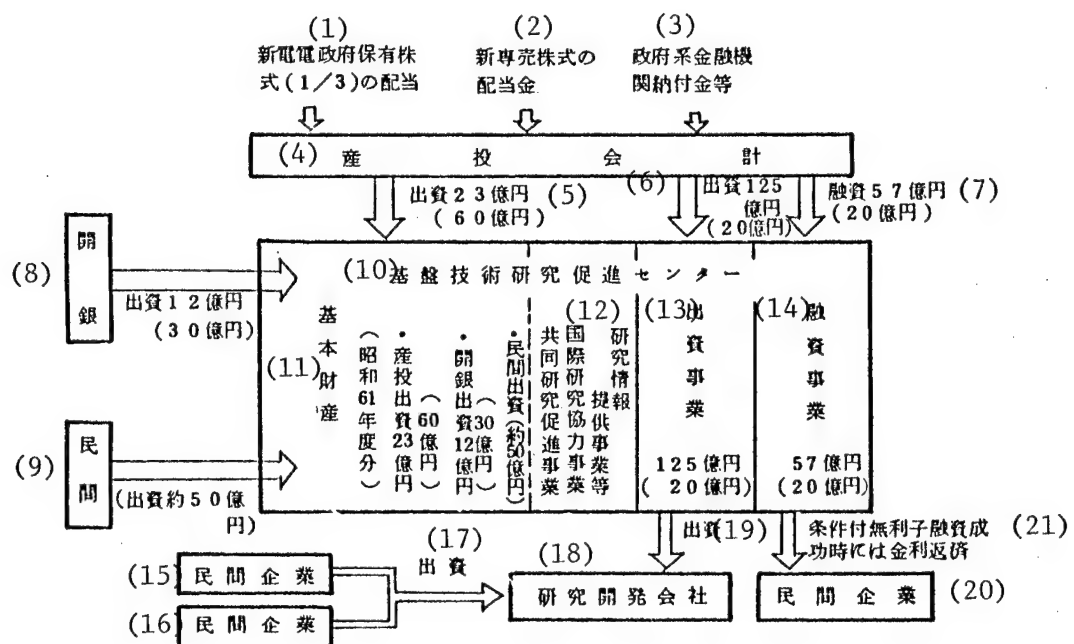 (1)
新電電政府保有株
式(1/3)の配当
(2)
新専売株式の
配当金
(3)
政府系金融機
関納付金等
(4) 産投会計
出資23億円 (5)
(60億円)
(6) 出資125
億円
(20億円)
融資57億円 (7)
(20億円)
(8) 開銀
出資12億円
(30億円)
(9) 民間
(出資約50億
円)
(10) 基盤技術研究促進センター
(11) 基本財産
(昭和61年度分)
・産投出資23億円
(60億円)
・開銀出資12億円
(30億円)
・民間出資(約50億円)
(12)
研究情報
提供事業等
国際研究協力事業
共同研究促進事業
(13) 出資事業
125億円
(20億円)
(14) 融資事業
57億円
(20億円)
(15) 民間企業
(16) 民間企業
(17)
出資
(18)
研究開発会社
出資 (19)
条件付無利子融資成 (21)
功時には金利返済
民間企業 (20)